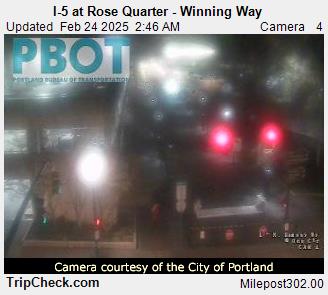 I-5 at Rose Quarter - Winning Way
Updated Feb 24 2025 2:46 AM Camera 4
PBOT
PORTLAND BUREAU OF TRANSPORTATION
Camera courtesy of the City of Portland
TripCheck.com Milepost302.00